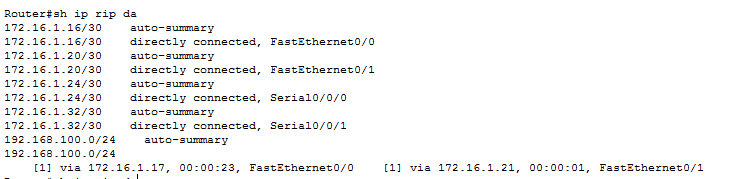 Router#sh ip rip da
172.16.1.16/30    auto-summary
172.16.1.16/30    directly connected, FastEthernet0/0
172.16.1.20/30    auto-summary
172.16.1.20/30    directly connected, FastEthernet0/1
172.16.1.24/30    auto-summary
172.16.1.24/30    directly connected, Serial0/0/0
172.16.1.32/30    auto-summary
172.16.1.32/30    directly connected, Serial0/0/1
192.168.100.0/24    auto-summary
192.168.100.0/24
    [1] via 172.16.1.17, 00:00:23, FastEthernet0/0    [1] via 172.16.1.21, 00:00:01, FastEthernet0/1